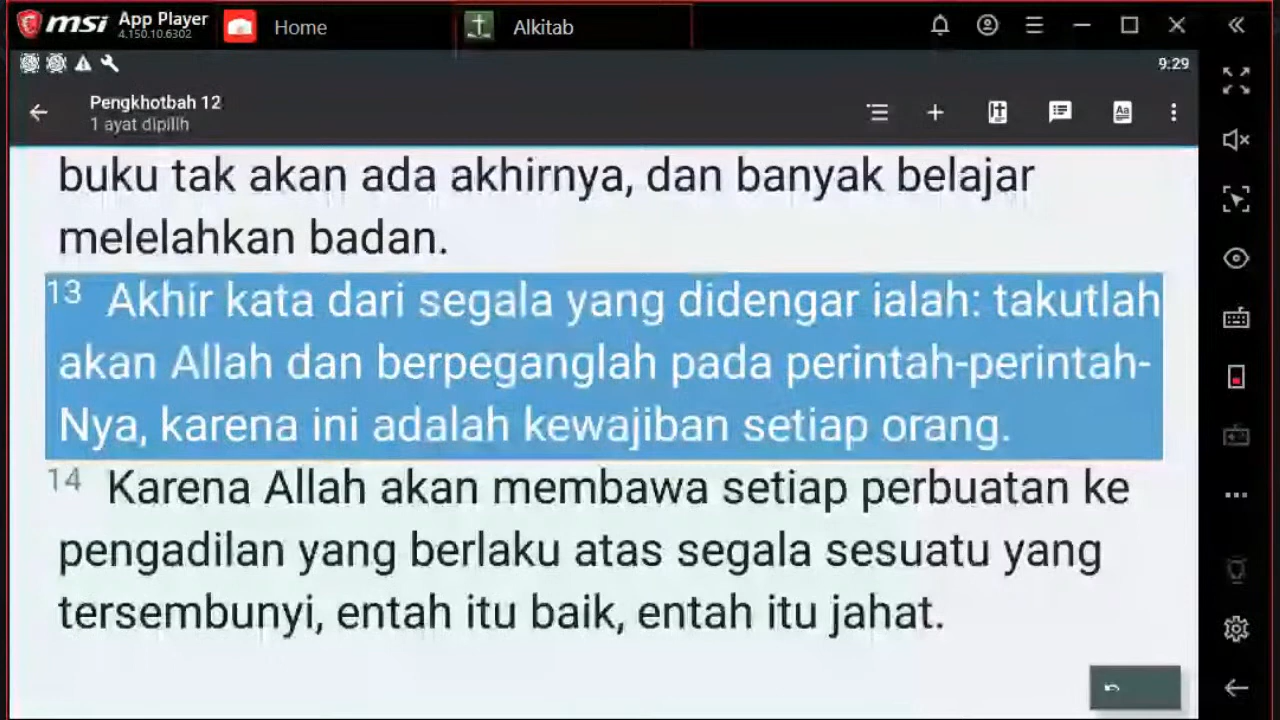 msi App Player
4.150.10.6302
Home
Alkitab
9:29
Pengkhotbah 12
1 ayat dipilih
Aa
buku tak akan ada akhirnya, dan banyak belajar
melelahkan badan.
13 Akhir kata dari segala yang didengar ialah: takutlah
akan Allah dan berpeganglah pada perintah-perintah-
Nya, karena ini adalah kewajiban setiap orang.
14 Karena Allah akan membawa setiap perbuatan ke
pengadilan yang berlaku atas segala sesuatu yang
tersembunyi, entah itu baik, entah itu jahat.